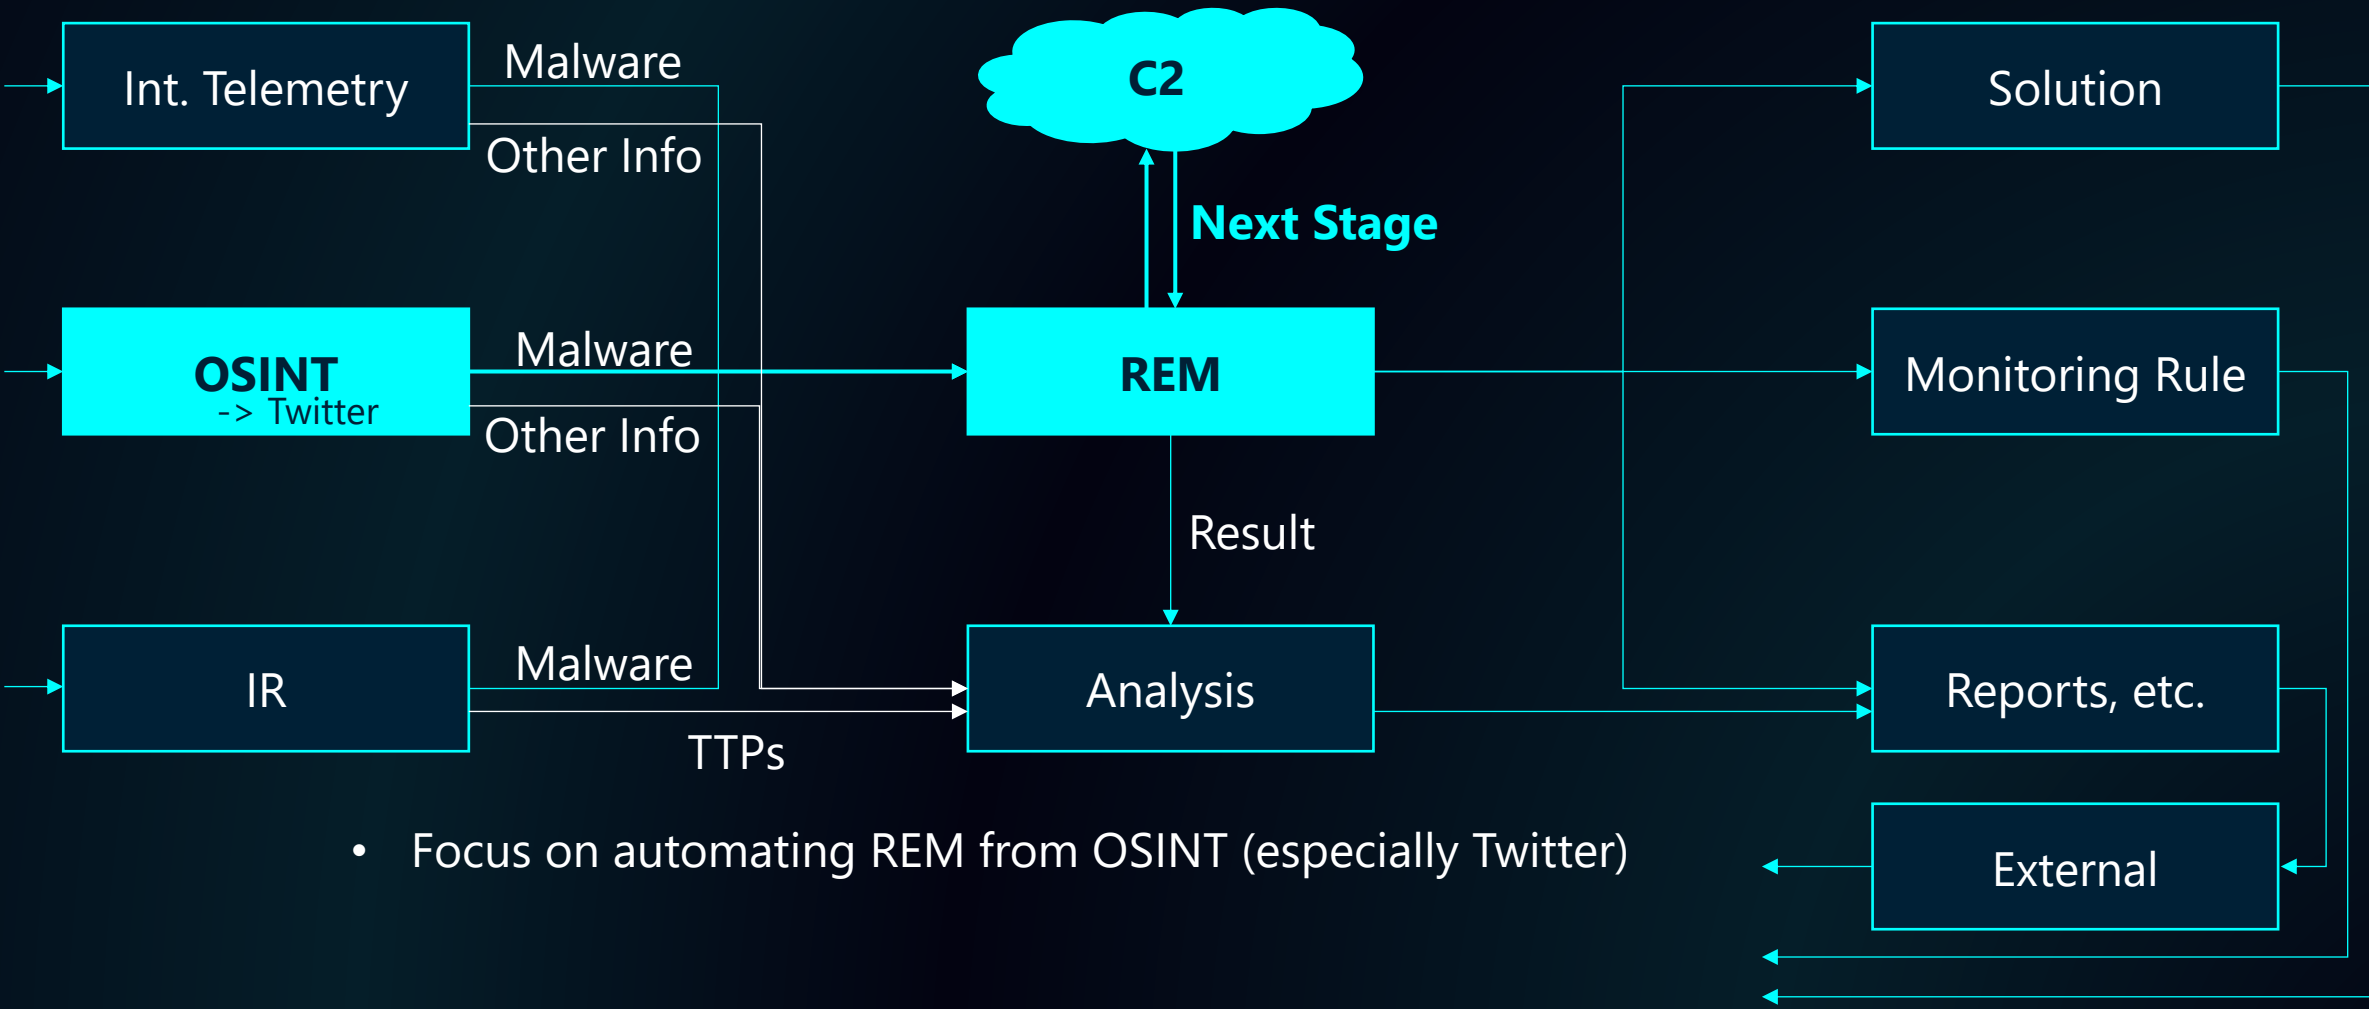 Int. Telemetry
Malware
Other Info
C2
Solution
Next Stage
OSINT
-> Twitter
Malware
Other Info
REM
Monitoring Rule
Result
IR
Malware
TTPs
Analysis
Reports, etc.
• Focus on automating REM from OSINT (especially Twitter)
External